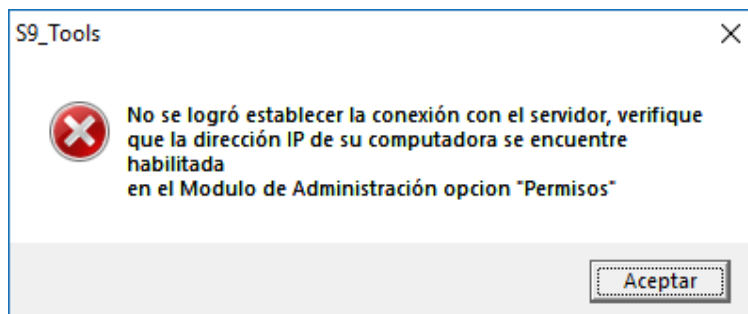 S9_Tools
No se logró establecer la conexión con el servidor, verifique
que la dirección IP de su computadora se encuentre
habilitada
en el Modulo de Administración opcion "Permisos"
Aceptar